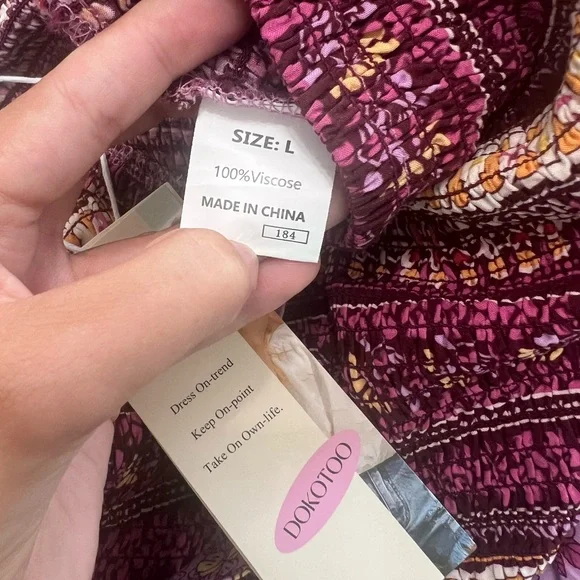 SIZE: L
100%Viscose
MADE IN CHINA
184
Dress On-trend
Keep On-point
Take On Own-life.
DOKOTOO